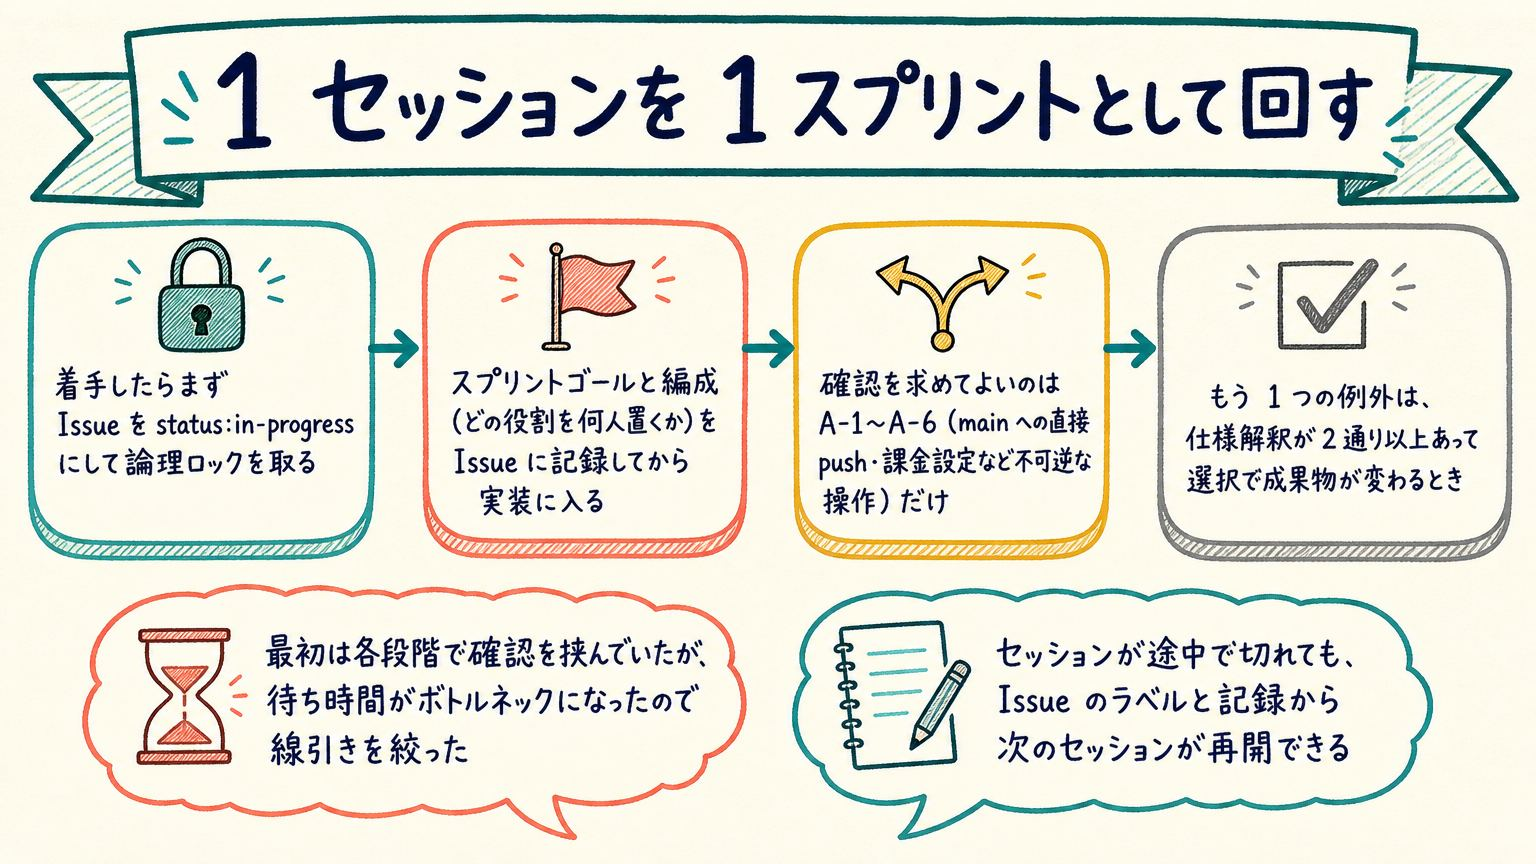 1 セッションを 1 スプリントとして回す
着手したらまず
Issue を status:in-progress
にして論理ロックを取る
スプリントゴールと編成
(どの役割を何人置くか)を
Issue に記録してから
実装に入る
確認を求めてよいのは
A-1〜A-6 (main への直接
push・課金設定など不可逆な
操作) だけ
もう 1 つの例外は、
仕様解釈が 2 通り以上あって
選択で成果物が変わるとき
最初は各段階で確認を挟んでいたが、
待ち時間がボトルネックになったので
線引きを絞った
セッションが途中で切れても、
Issue のラベルと記録から
次のセッションが再開できる